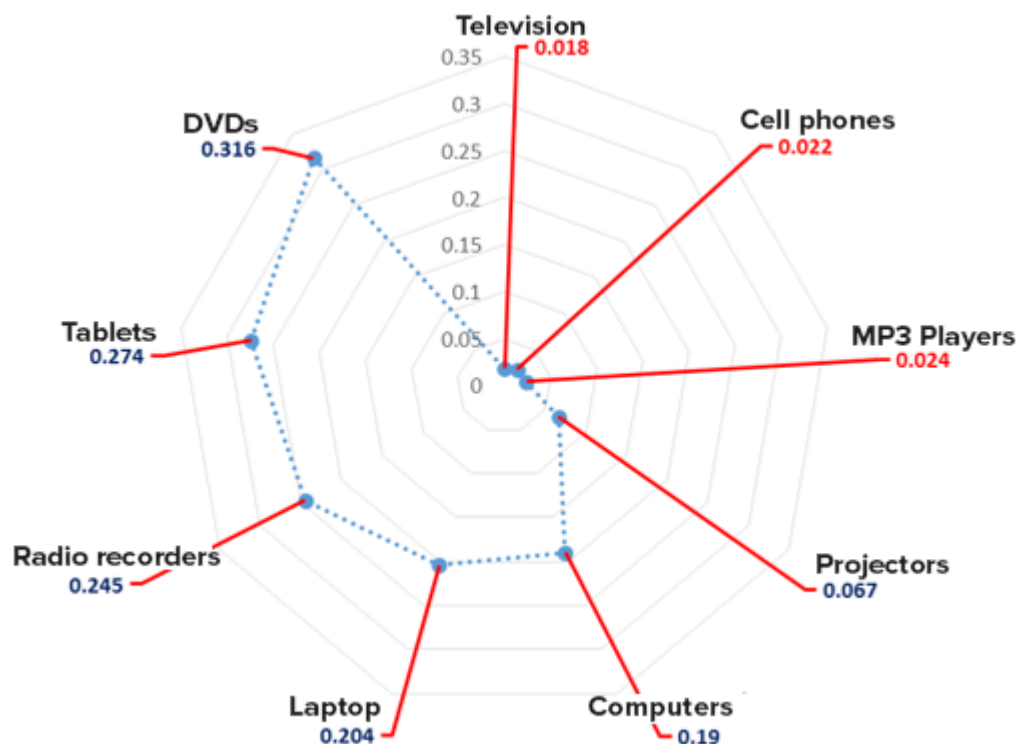 Television
0.018
Cell phones
0.022
MP3 Players
0.024
Projectors
0.067
Computers
0.19
Laptop
0.204
Radio recorders
0.245
Tablets
0.274
DVDs
0.316
0.35
0.3
0.25
0.2
0.15
0.1
0.05
0